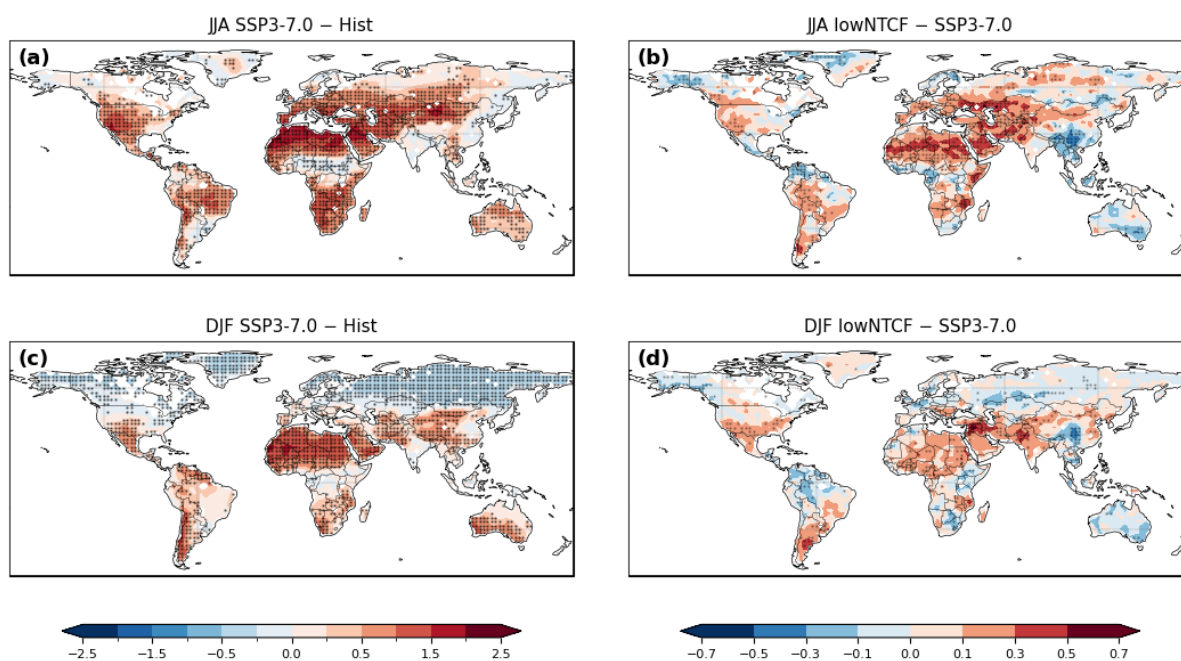 JJA SSP3-7.0 − Hist
JJA lowNTCF − SSP3-7.0
(a)
(b)
DJF SSP3-7.0 − Hist
DJF lowNTCF − SSP3-7.0
(c)
(d)
−2.5 −1.5 −0.5 0.0 0.5 1.5 2.5
−0.7 −0.5 −0.3 −0.1 0.0 0.1 0.3 0.5 0.7